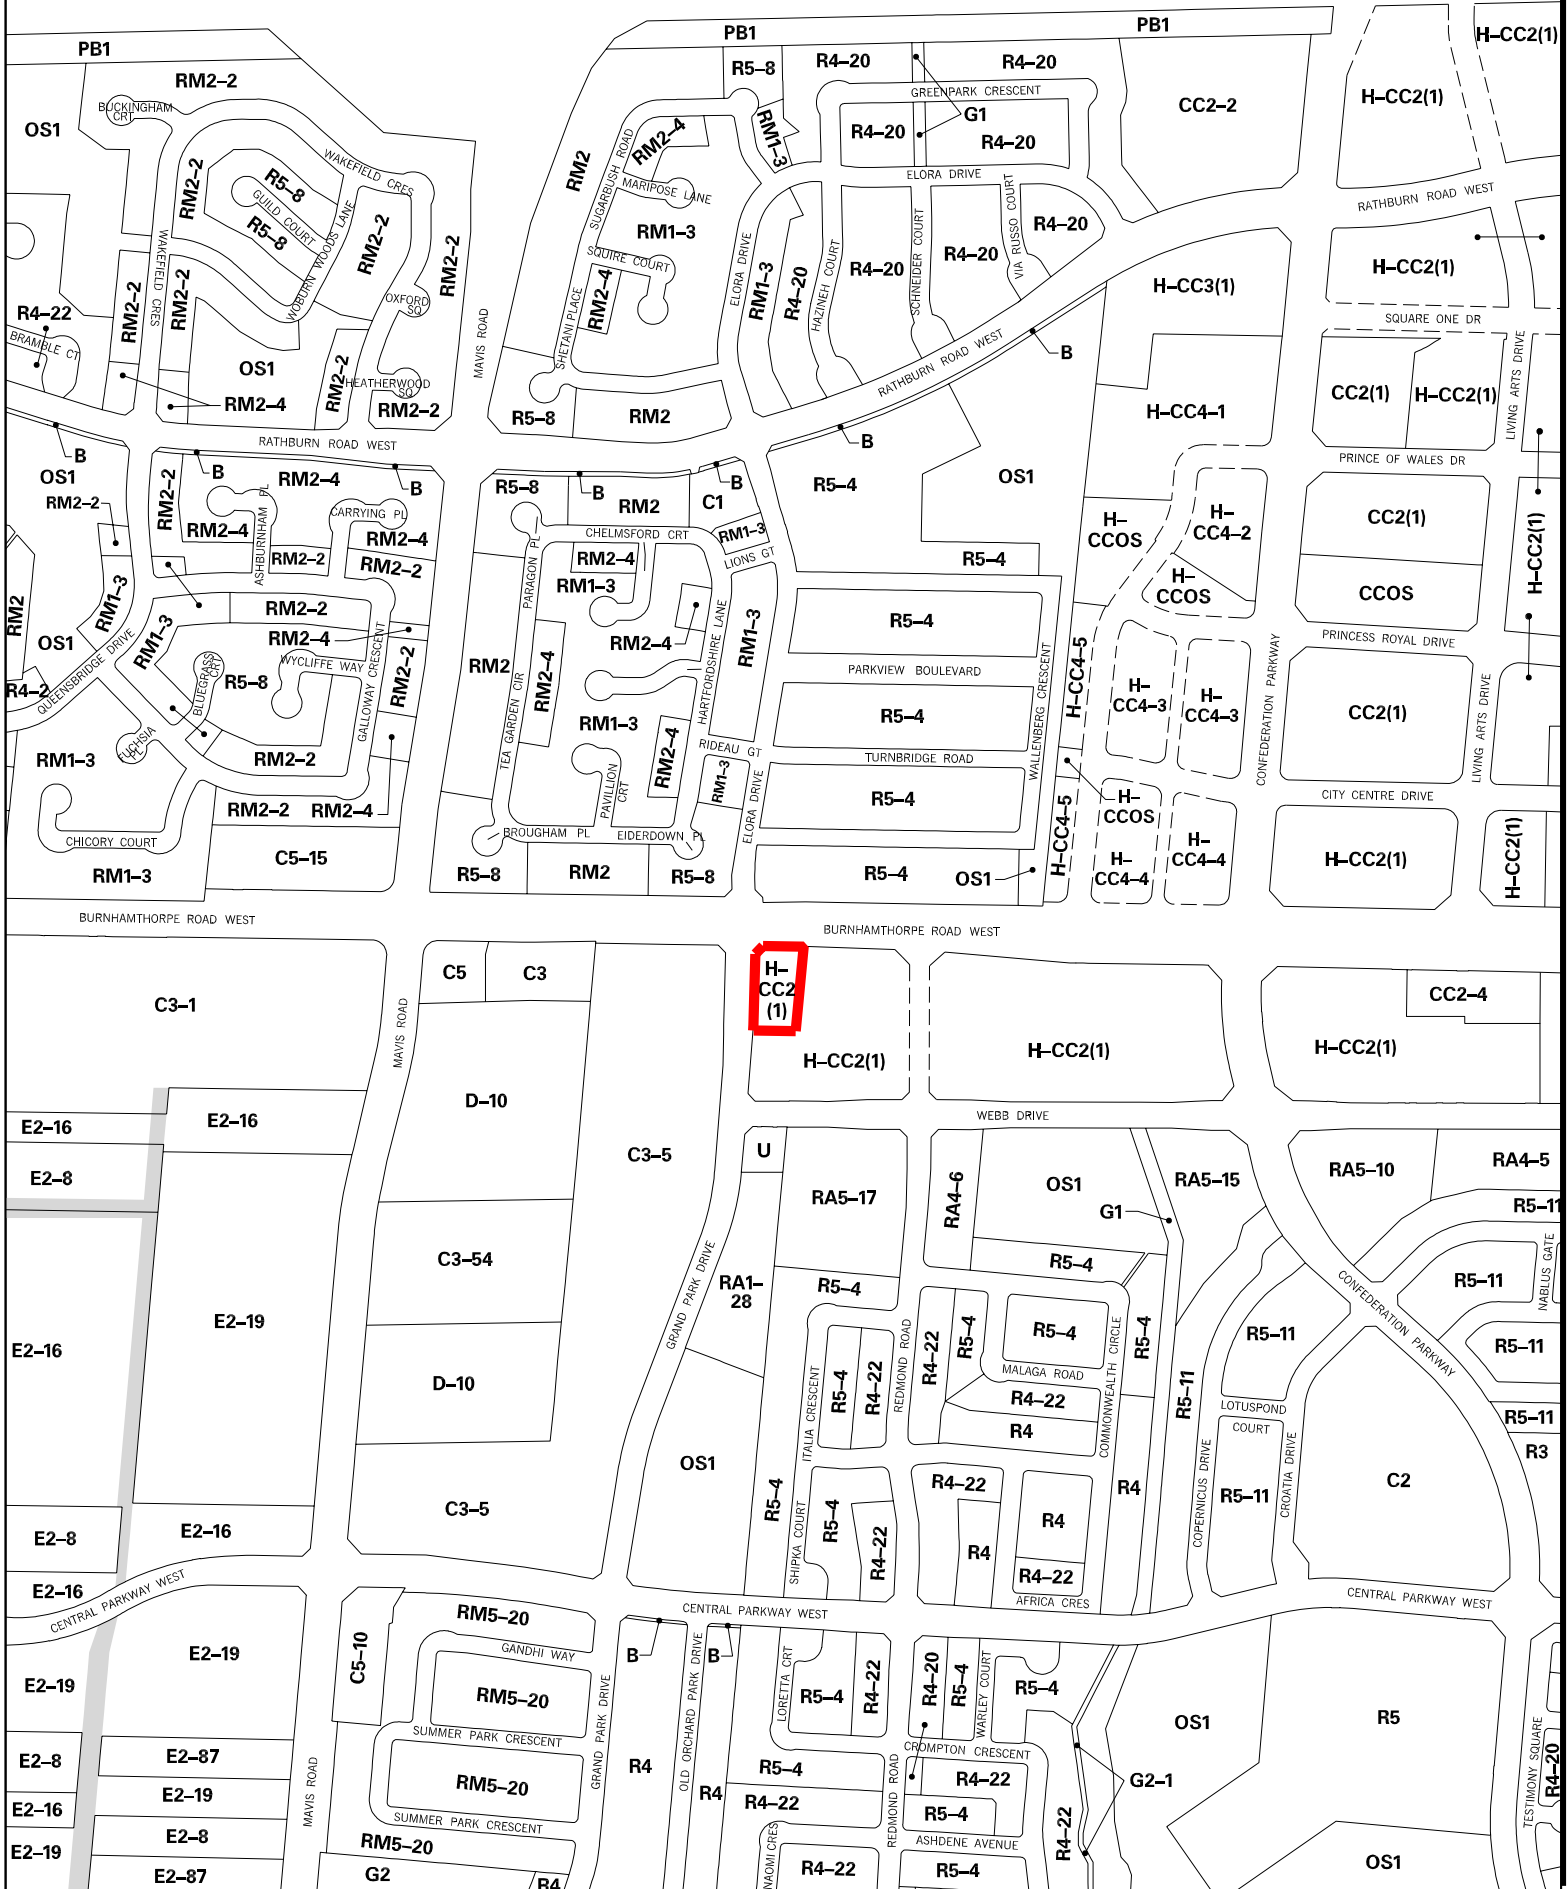 PB1
PB1
PB1
H–CC2(1)
RM2–2
R5–8
R4–20
R4–20
H–CC2(1)
CC2–2
BUCKINGHAM
CRT
GREENPARK CRESCENT
G1
OS1
RM2–4
RM1–3
R4–20
R4–20
WAKEFIELD CRES
SUGARBUSH ROAD
RM2
ELORA DRIVE
RM2–2
R5–8
GUILD COURT
R5–8
WOBURN WOODS LANE
RM2–2
RM2–2
MARIPOSE LANE
RM1–3
SQUIRE COURT
RATHBURN ROAD WEST
R4–20
VIA RUSSO COURT
SCHNEIDER COURT
R4–20
R4–20
HAZINEH COURT
R4–20
RM1–3
ELORA DRIVE
H–CC2(1)
H–CC3(1)
WAKEFIELD CRES
RM2–2
RM2–2
OXFORD
SQ
RM2–4
SHETANI PLACE
MAVIS ROAD
R4–22
BRAMBLE CT
SQUARE ONE DR
LIVING ARTS DRIVE
RATHBURN ROAD WEST
B
OS1
RM2–2
HEATHERWOOD
SQ
RM2–4
RM2–2
R5–8
RM2
CC2(1)
H–CC2(1)
H–CC4–1
RATHBURN ROAD WEST
B
B
B
B
B
B
PRINCE OF WALES DR
OS1
RM2–2
RM2–2
RM2–4
RM2–4
CARRYING PL
RM2–4
ASHBURNHAM PL
RM2–2
RM2–2
R5–8
RM2
C1
RM1–3
CHELMSFORD CRT
LIONS GT
R5–4
OS1
R5–4
H–
CCOS
H–
CC4–2
H–
CCOS
CC2(1)
CCOS
H–CC2(1)
PARAGON PL
RM2–4
RM1–3
RM2–4
RM1–3
RM2
RM1–3
OS1
RM1–3
RM2–2
RM2–4
R5–4
PRINCESS ROYAL DRIVE
QUEENSBRIDGE DRIVE
R4–2
BLUEGRASS
CRT
R5–8
WYCLIFFE WAY
GALLOWAY CRESCENT
RM2–2
RM2
RM2–4
TEA GARDEN CIR
HARTFORDSHIRE LANE
PARKVIEW BOULEVARD
WALLENBERG CRESCENT
H–CC4–5
H–
CC4–3
H–
CC4–3
CONFEDERATION PARKWAY
CC2(1)
LIVING ARTS DRIVE
R5–4
RM1–3
FUCHSIA
PL
RM1–3
RM2–2
RM2–4
RIDEAU GT
TURNBRIDGE ROAD
RM1–3
PAVILLION
CRT
ELORA DRIVE
R5–4
H–
CCOS
CITY CENTRE DRIVE
RM2–2
RM2–4
CHICORY COURT
BROUGHAM PL
EIDERDOWN PL
C5–15
RM1–3
R5–8
RM2
R5–8
R5–4
OS1
H–CC4–5
H–
CC4–4
H–
CC4–4
H–CC2(1)
H–CC2(1)
BURNHAMTHORPE ROAD WEST
BURNHAMTHORPE ROAD WEST
C5
C3
H–
CC2
(1)
CC2–4
C3–1
MAVIS ROAD
H–CC2(1)
H–CC2(1)
H–CC2(1)
D–10
WEBB DRIVE
E2–16
E2–16
C3–5
U
E2–8
RA5–17
RA4–6
OS1
G1
RA5–15
RA5–10
RA4–5
R5–11
C3–54
GRAND PARK DRIVE
RA1–
28
R5–4
R5–4
NABLUS GATE
R5–11
CONFEDERATION PARKWAY
E2–19
E2–16
REDMOND ROAD
R4–22
R5–4
R5–4
COMMONWEALTH CIRCLE
R5–4
R5–11
R5–11
MALAGA ROAD
D–10
ITALIA CRESCENT
R5–4
R4–22
R4–22
R4
R5–11
LOTUSPOND
COURT
R5–11
R3
OS1
C3–5
R5–4
R5–4
R4–22
R4
R4
COPERNICUS DRIVE
R5–11
CROATIA DRIVE
C2
E2–8
E2–16
SHIPKA COURT
R4–22
R4
R4–22
AFRICA CRES
E2–16
CENTRAL PARKWAY WEST
CENTRAL PARKWAY WEST
CENTRAL PARKWAY WEST
RM5–20
GANDHI WAY
E2–19
C5–10
B
B
E2–19
RM5–20
OLD ORCHARD PARK DRIVE
LORETTA CRT
R5–4
R4–22
R4–20
R5–4
WARLEY COURT
R5–4
OS1
R5
SUMMER PARK CRESCENT
GRAND PARK DRIVE
CROMPTON CRESCENT
TESTIMONY SQUARE
E2–8
E2–87
MAVIS ROAD
RM5–20
R4
R5–4
REDMOND ROAD
R4–22
G2–1
R4–20
E2–19
R4
R4–22
E2–16
R5–4
SUMMER PARK CRESCENT
E2–8
E2–19
RM5–20
NAOMI CRES
ASHDENE AVENUE
R4–22
E2–87
G2
R4
R4–22
R5–4
OS1